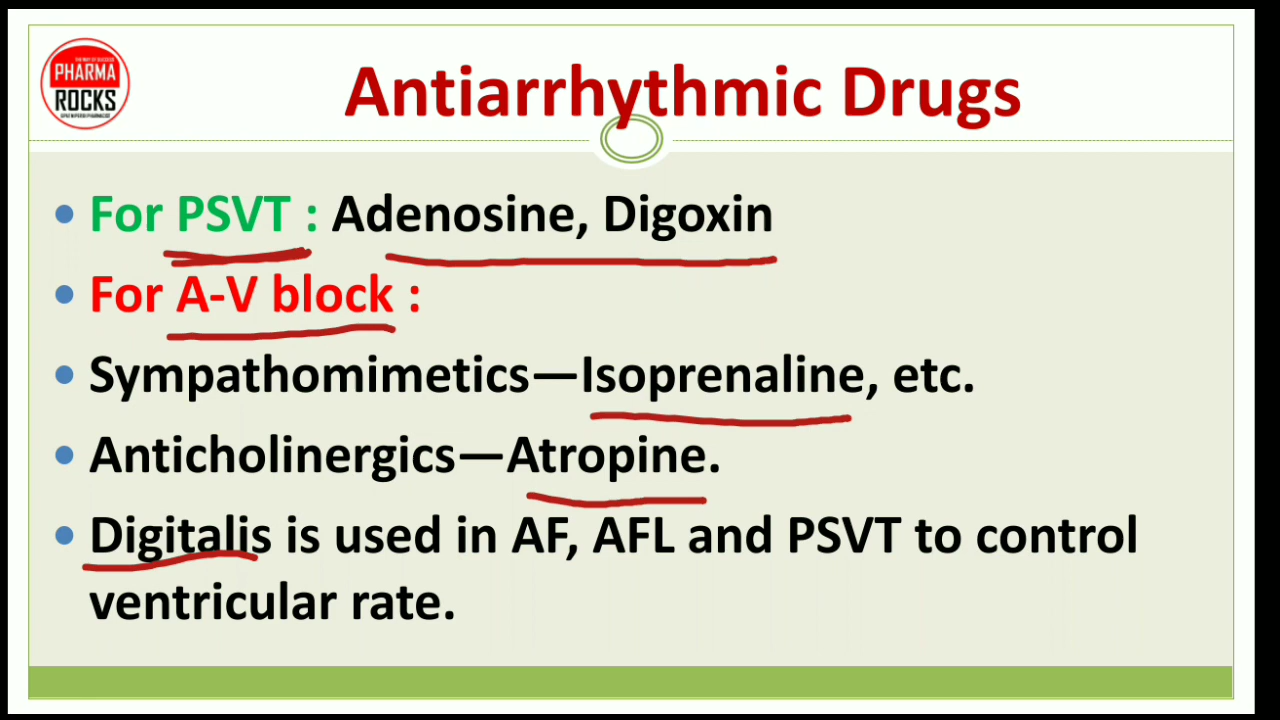 PHARMA
ROCKS
Antiarrhythmic Drugs
• For PSVT : Adenosine, Digoxin
• For A-V block :
• Sympathomimetics—Isoprenaline, etc.
• Anticholinergics—Atropine.
• Digitalis is used in AF, AFL and PSVT to control
ventricular rate.